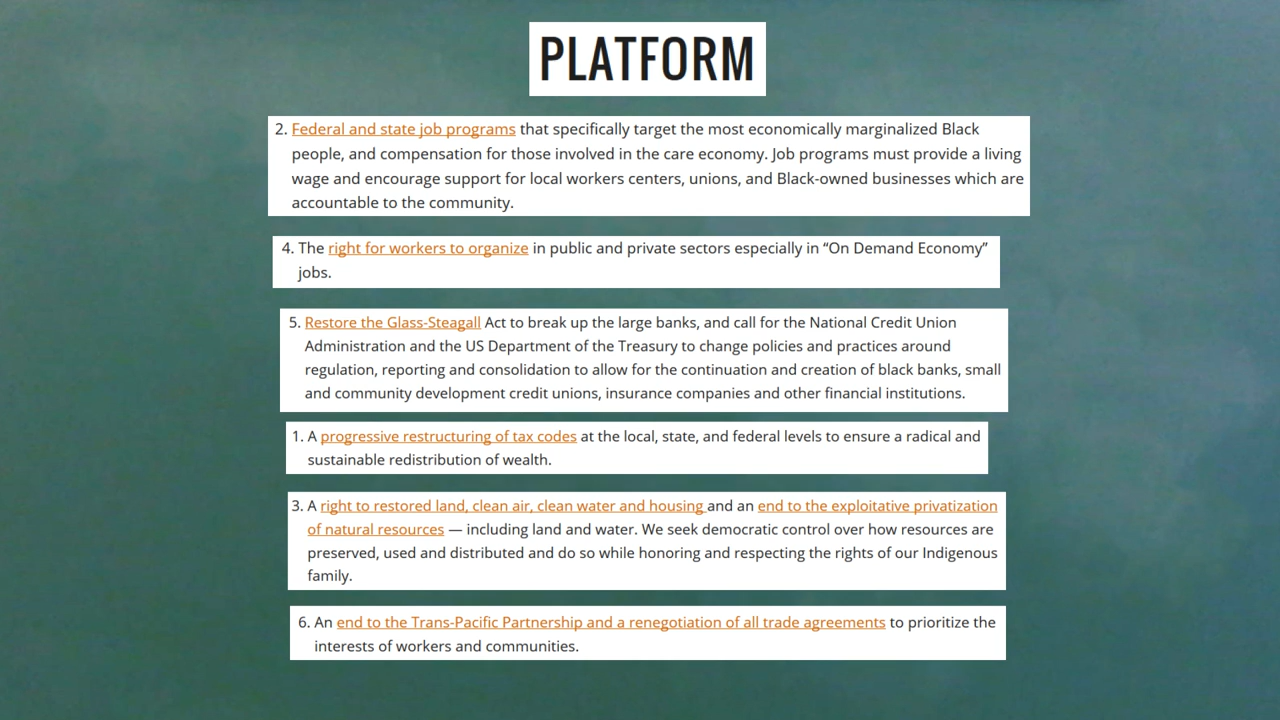 PLATFORM
2. Federal and state job programs that specifically target the most economically marginalized Black
people, and compensation for those involved in the care economy. Job programs must provide a living
wage and encourage support for local workers centers, unions, and Black-owned businesses which are
accountable to the community.
4. The right for workers to organize in public and private sectors especially in “On Demand Economy”
jobs.
5. Restore the Glass-Steagall Act to break up the large banks, and call for the National Credit Union
Administration and the US Department of the Treasury to change policies and practices around
regulation, reporting and consolidation to allow for the continuation and creation of black banks, small
and community development credit unions, insurance companies and other financial institutions.
1. A progressive restructuring of tax codes at the local, state, and federal levels to ensure a radical and
sustainable redistribution of wealth.
3. A right to restored land, clean air, clean water and housing and an end to the exploitative privatization
of natural resources — including land and water. We seek democratic control over how resources are
preserved, used and distributed and do so while honoring and respecting the rights of our Indigenous
family.
6. An end to the Trans-Pacific Partnership and a renegotiation of all trade agreements to prioritize the
interests of workers and communities.